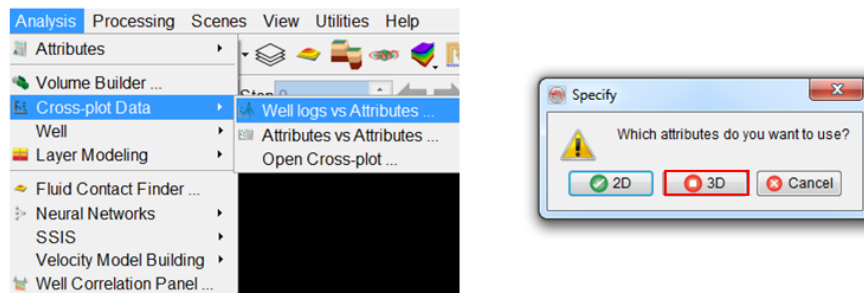 Analysis Processing Scenes View Utilities Help
Attributes
Volume Builder ...
Cross-plot Data
Well logs vs Attributes ...
Well
Attributes vs Attributes ...
Layer Modeling
Open Cross-plot ...
Fluid Contact Finder ...
Neural Networks
SSIS
Velocity Model Building
Well Correlation Panel ...
Specify
Which attributes do you want to use?
2D 3D Cancel